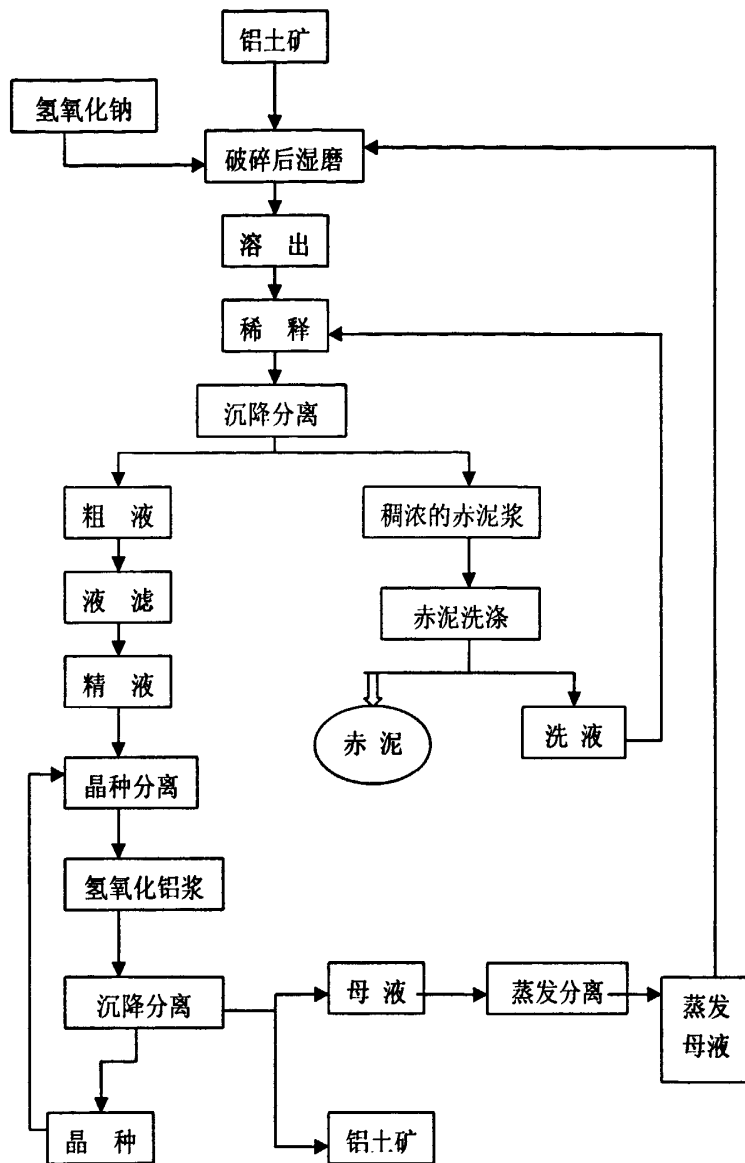 铝土矿
氢氧化钠
破碎后湿磨
溶 出
稀 释
沉降分离
粗 液
稠浓的赤泥浆
液 滤
赤泥洗涤
精 液
赤 泥
洗 液
晶种分离
氢氧化铝浆
沉降分离
母 液
蒸发分离
蒸发
母液
晶 种
铝土矿